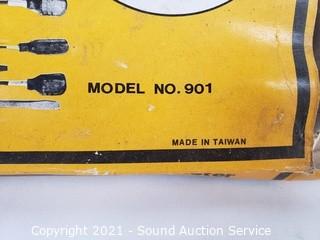 MODEL NO. 901
MADE IN TAIWAN
Copyright 2021 - Sound Auction Service